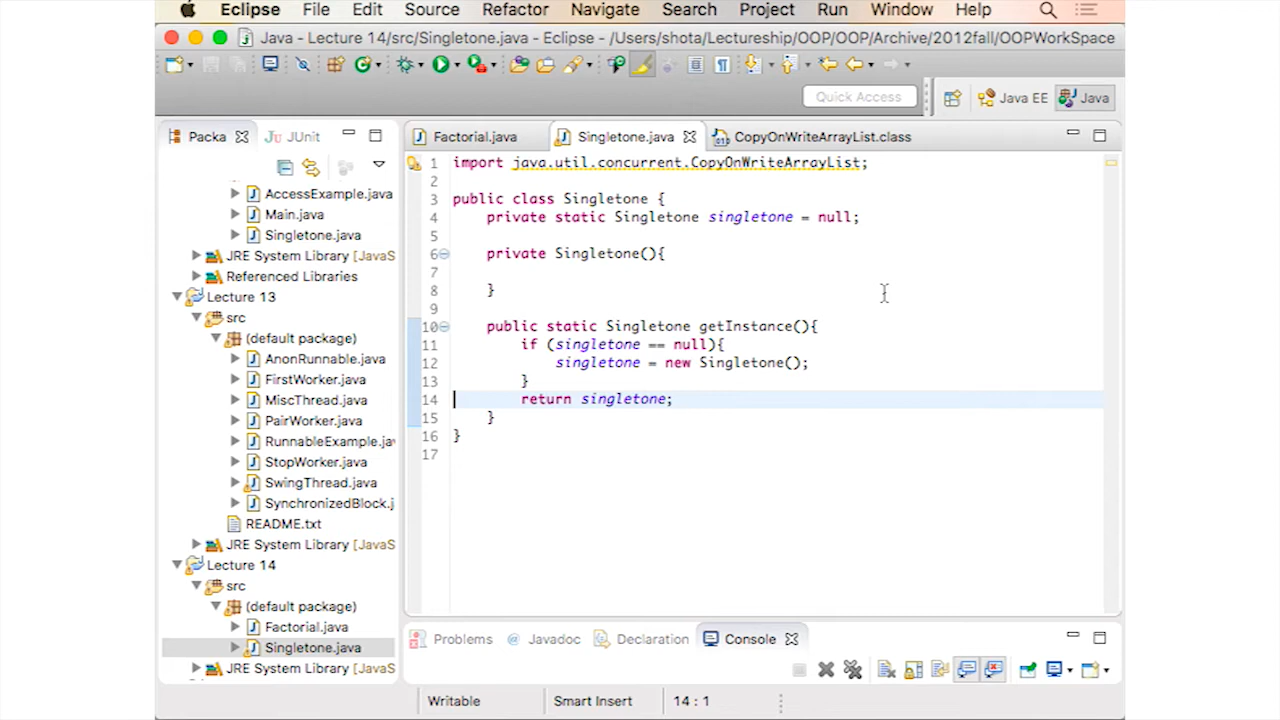 Eclipse File Edit Source Refactor Navigate Search Project Run Window Help
Java - Lecture 14/src/Singletone.java - Eclipse - /Users/shota/Lectureship/OOP/OOP/Archive/2012fall/OOPWorkSpace
Quick Access
Java EE
Java
Packa
JUnit
AccessExample.java
Main.java
Singletone.java
JRE System Library [JavaS
Referenced Libraries
Lecture 13
src
(default package)
AnonRunnable.java
FirstWorker.java
MiscThread.java
PairWorker.java
RunnableExample.ja
StopWorker.java
SwingThread.java
SynchronizedBlock.j
README.txt
JRE System Library [JavaS
Lecture 14
src
(default package)
Factorial.java
Singletone.java
JRE System Library [JavaS
Factorial.java
Singletone.java
CopyOnWriteArrayList.class
1 import java.util.concurrent.CopyOnWriteArrayList;
2
3 public class Singletone {
4 private static Singletone singletone = null;
5
6 private Singletone(){
7
8 }
9
10 public static Singletone getInstance(){
11 if (singletone == null){
12 singletone = new Singletone();
13 }
14 return singletone;
15 }
16 }
17
Problems
Javadoc
Declaration
Console
Writable
Smart Insert
14 : 1